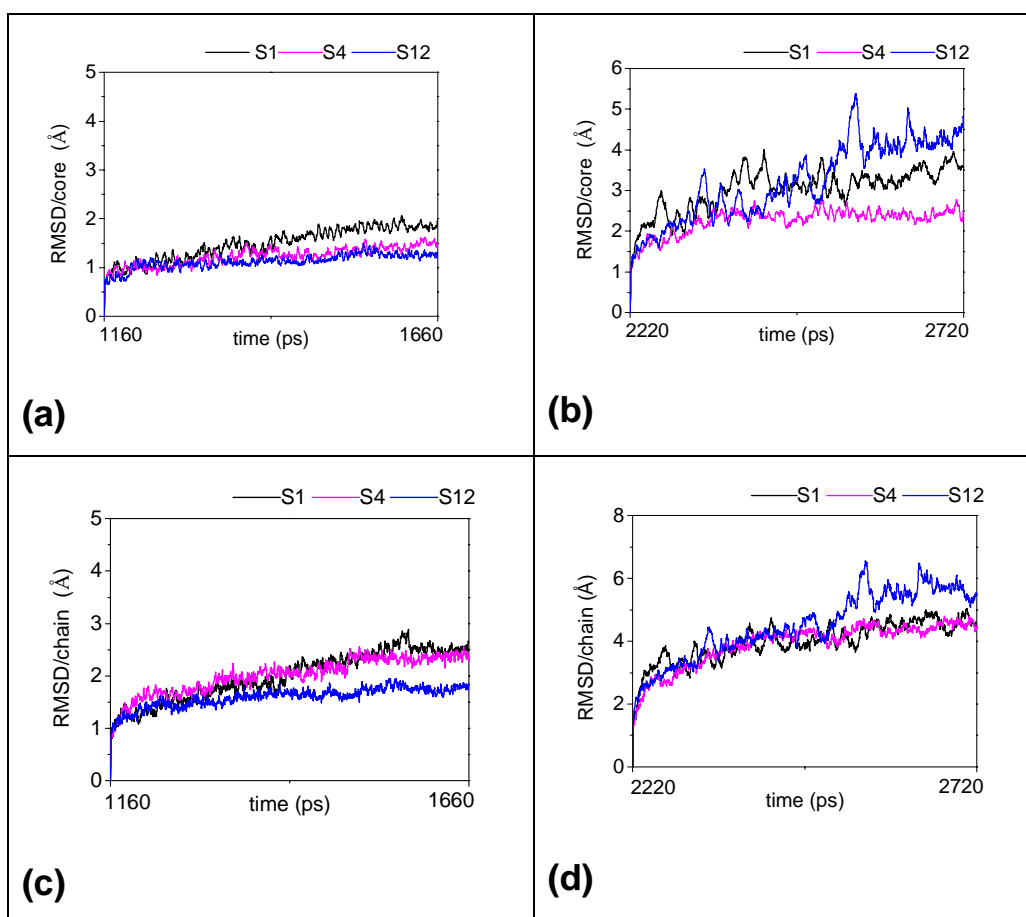 S1 S4 S12
5
4
3
2
1
0
RMSD/core (Å)
1160 1660
time (ps)
(a)
S1 S4 S12
6
5
4
3
2
1
0
RMSD/core (Å)
2220 2720
time (ps)
(b)
S1 S4 S12
5
4
3
2
1
0
RMSD/chain (Å)
1160 1660
time (ps)
(c)
S1 S4 S12
8
6
4
2
0
RMSD/chain (Å)
2220 2720
time (ps)
(d)